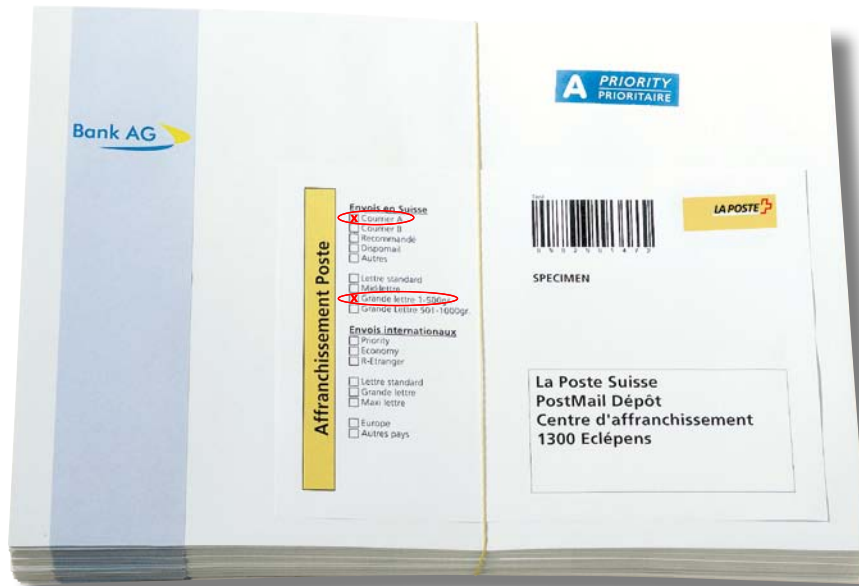 Bank AG
A PRIORITY
PRIORITAIRE
Affranchissement Poste
Envois en Suisse
X Courrier A
Courrier B
Recommandé
Dispomail
Autres
Lettre standard
Midilettre
X Grande lettre 1-500gr.
Grande Lettre 501-1000gr.
Envois internationaux
Priority
Economy
R-Etranger
Lettre standard
Grande lettre
Maxi lettre
Europe
Autres pays
LA POSTE
SPECIMEN
La Poste Suisse
PostMail Dépôt
Centre d'affranchissement
1300 Eclépens